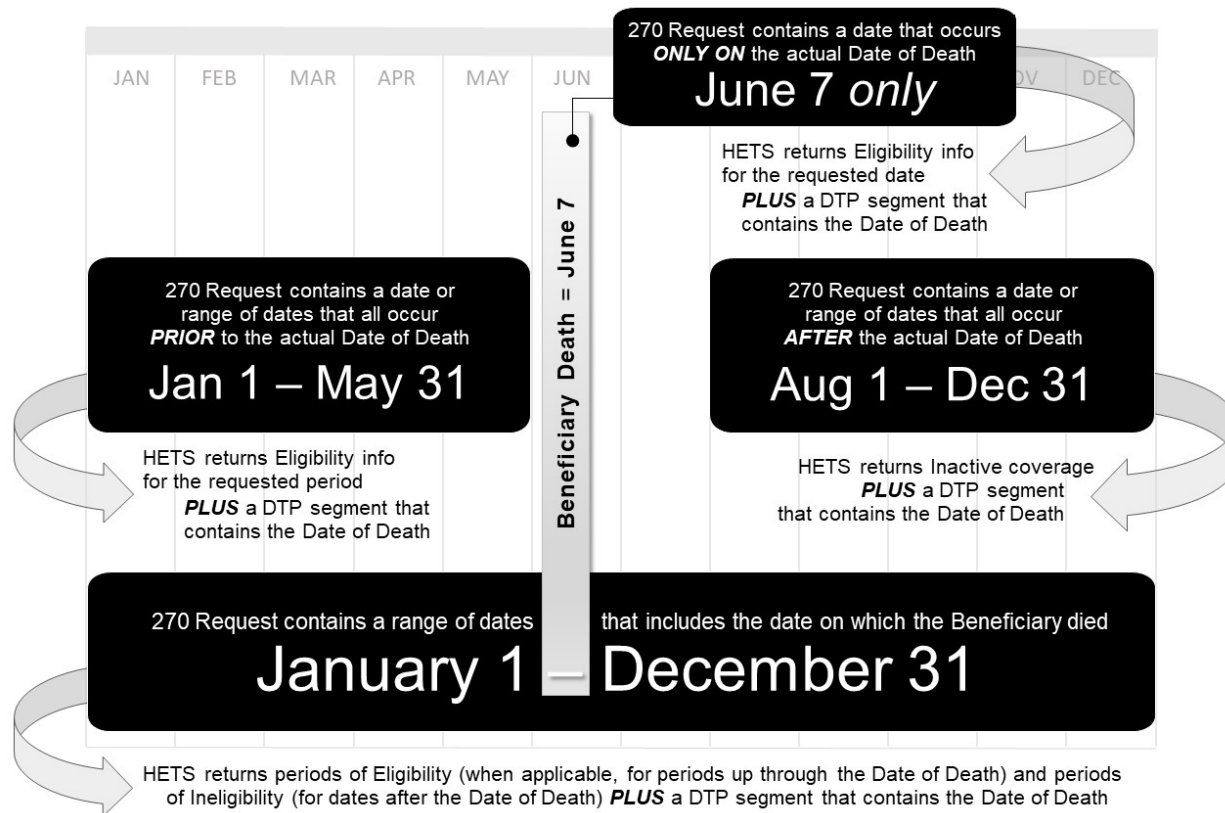 270 Request contains a date that occurs
ONLY ON the actual Date of Death
June 7 only
JAN FEB MAR APR MAY JUN OV DEC
HETS returns Eligibility info
for the requested date
PLUS a DTP segment that
contains the Date of Death
Beneficiary Death = June 7
270 Request contains a date or
range of dates that all occur
PRIOR to the actual Date of Death
Jan 1 – May 31
HETS returns Eligibility info
for the requested period
PLUS a DTP segment that
contains the Date of Death
270 Request contains a date or
range of dates that all occur
AFTER the actual Date of Death
Aug 1 – Dec 31
HETS returns Inactive coverage
PLUS a DTP segment
that contains the Date of Death
270 Request contains a range of dates that includes the date on which the Beneficiary died
January 1 – December 31
HETS returns periods of Eligibility (when applicable, for periods up through the Date of Death) and periods
of Ineligibility (for dates after the Date of Death) PLUS a DTP segment that contains the Date of Death